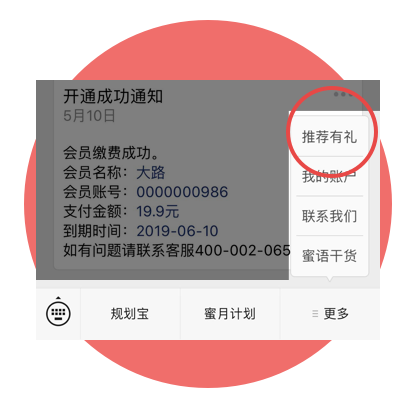 开通成功通知
5月10日
会员缴费成功。
会员名称：大路
会员账号：0000000986
支付金额：19.9元
到期时间：2019-06-10
如有问题请联系客服400-002-065
推荐有礼
我的账户
联系我们
蜜语干货
规划宝
蜜月计划
更多